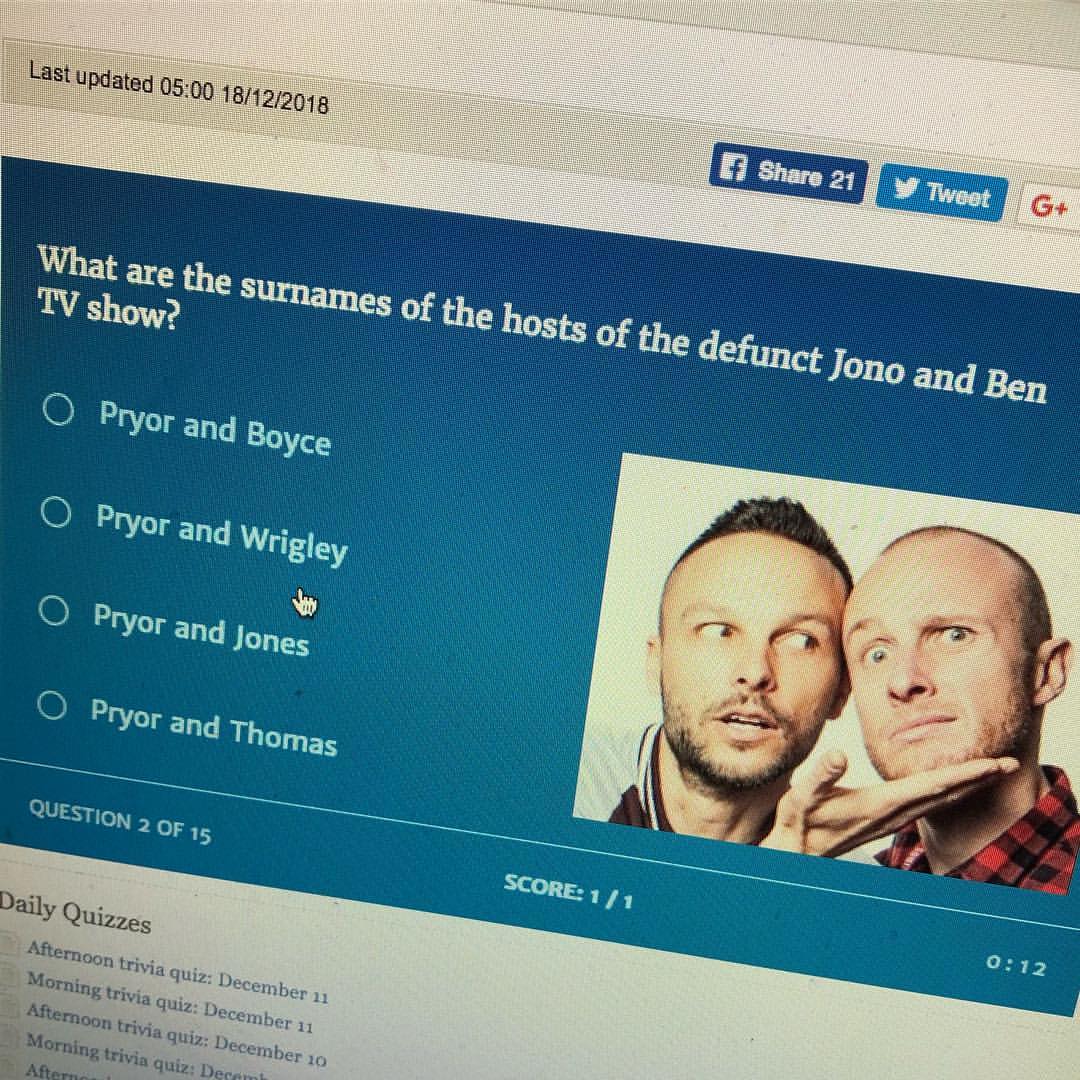 Last updated 05:00 18/12/2018
Share 21
Tweet
G+
What are the surnames of the hosts of the defunct Jono and Ben
TV show?
Pryor and Boyce
Pryor and Wrigley
Pryor and Jones
Pryor and Thomas
QUESTION 2 OF 15
SCORE: 1 / 1
0:12
Daily Quizzes
Afternoon trivia quiz: December 11
Morning trivia quiz: December 11
Afternoon trivia quiz: December 10
Morning trivia quiz: